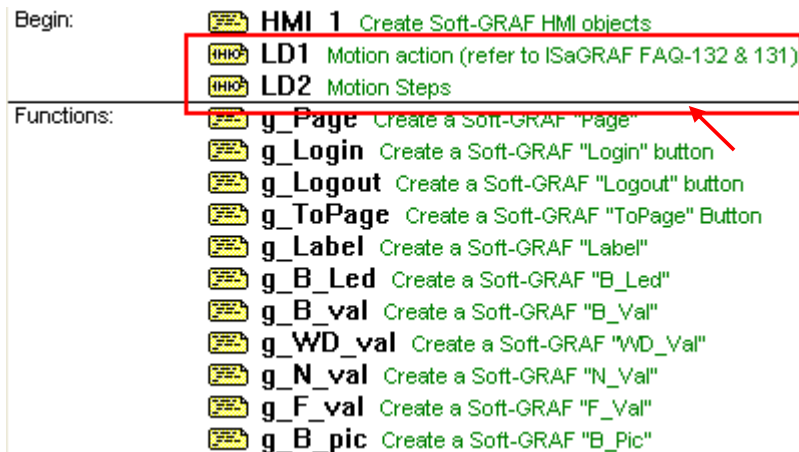 Begin: HMI_1 Create Soft-GRAF HMI objects
LD1 Motion action (refer to ISaGRAF FAQ-132 & 131)
LD2 Motion Steps
Functions: g_Page Create a Soft-GRAF "Page"
g_Login Create a Soft-GRAF "Login" button
g_Logout Create a Soft-GRAF "Logout" button
g_ToPage Create a Soft-GRAF "ToPage" Button
g_Label Create a Soft-GRAF "Label"
g_B_Led Create a Soft-GRAF "B_Led"
g_B_val Create a Soft-GRAF "B_Val"
g_WD_val Create a Soft-GRAF "WD_Val"
g_N_val Create a Soft-GRAF "N_Val"
g_F_val Create a Soft-GRAF "F_Val"
g_B_pic Create a Soft-GRAF "B_Pic"